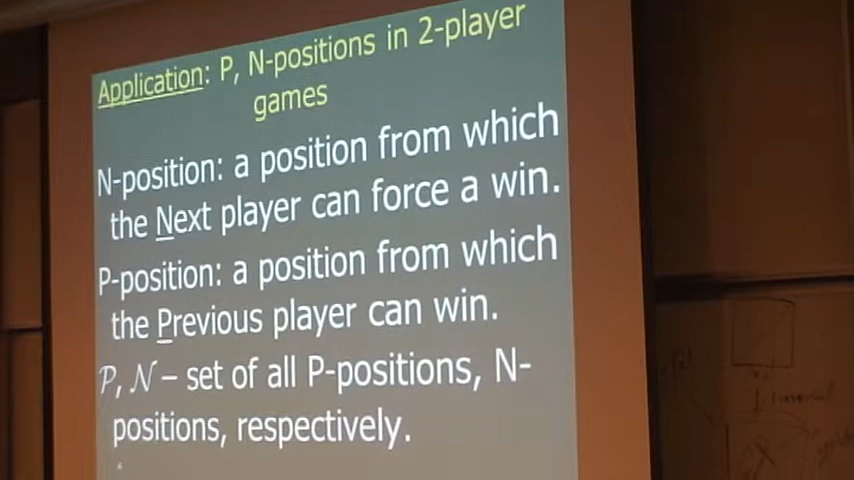 Application: P, N-positions in 2-player
games
N-position: a position from which
the Next player can force a win.
P-position: a position from which
the Previous player can win.
𝒫, 𝒩 – set of all P-positions, N-
positions, respectively.